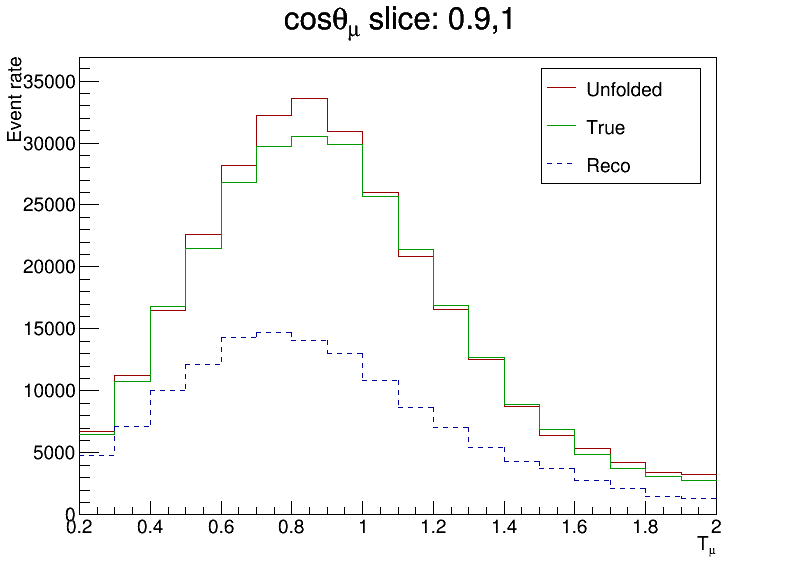 cosθμ slice: 0.9,1
Event rate
35000
30000
25000
20000
15000
10000
5000
0
Unfolded
True
Reco
0.2 0.4 0.6 0.8 1 1.2 1.4 1.6 1.8 2
Tμ